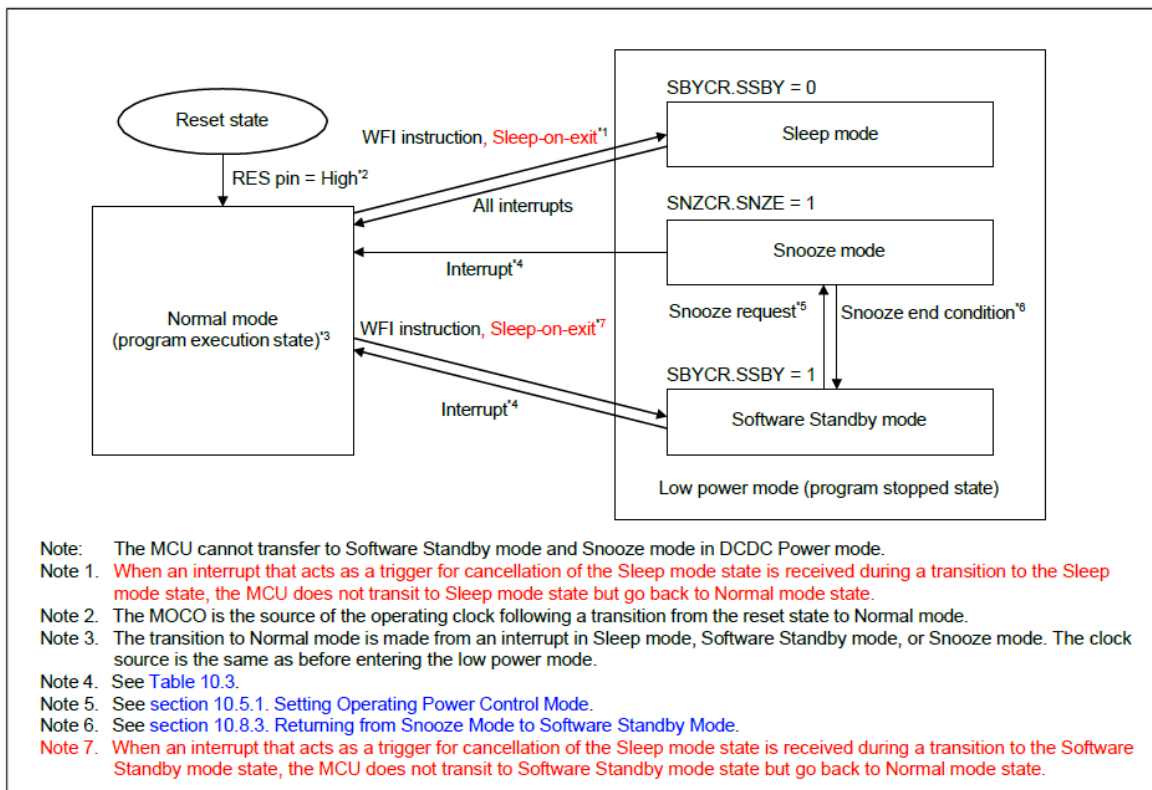 SBYCR.SSBY = 0
Reset state
Sleep mode
WFI instruction, Sleep-on-exit*1
RES pin = High*2
All interrupts
SNZCR.SNZE = 1
Snooze mode
Interrupt*4
Normal mode
(program execution state)*3
Snooze request*5
Snooze end condition*6
WFI instruction, Sleep-on-exit*7
SBYCR.SSBY = 1
Interrupt*4
Software Standby mode
Low power mode (program stopped state)
Note: The MCU cannot transfer to Software Standby mode and Snooze mode in DCDC Power mode.
Note 1. When an interrupt that acts as a trigger for cancellation of the Sleep mode state is received during a transition to the Sleep
mode state, the MCU does not transit to Sleep mode state but go back to Normal mode state.
Note 2. The MOCO is the source of the operating clock following a transition from the reset state to Normal mode.
Note 3. The transition to Normal mode is made from an interrupt in Sleep mode, Software Standby mode, or Snooze mode. The clock
source is the same as before entering the low power mode.
Note 4. See Table 10.3.
Note 5. See section 10.5.1. Setting Operating Power Control Mode.
Note 6. See section 10.8.3. Returning from Snooze Mode to Software Standby Mode.
Note 7. When an interrupt that acts as a trigger for cancellation of the Sleep mode state is received during a transition to the Software
Standby mode state, the MCU does not transit to Software Standby mode state but go back to Normal mode state.